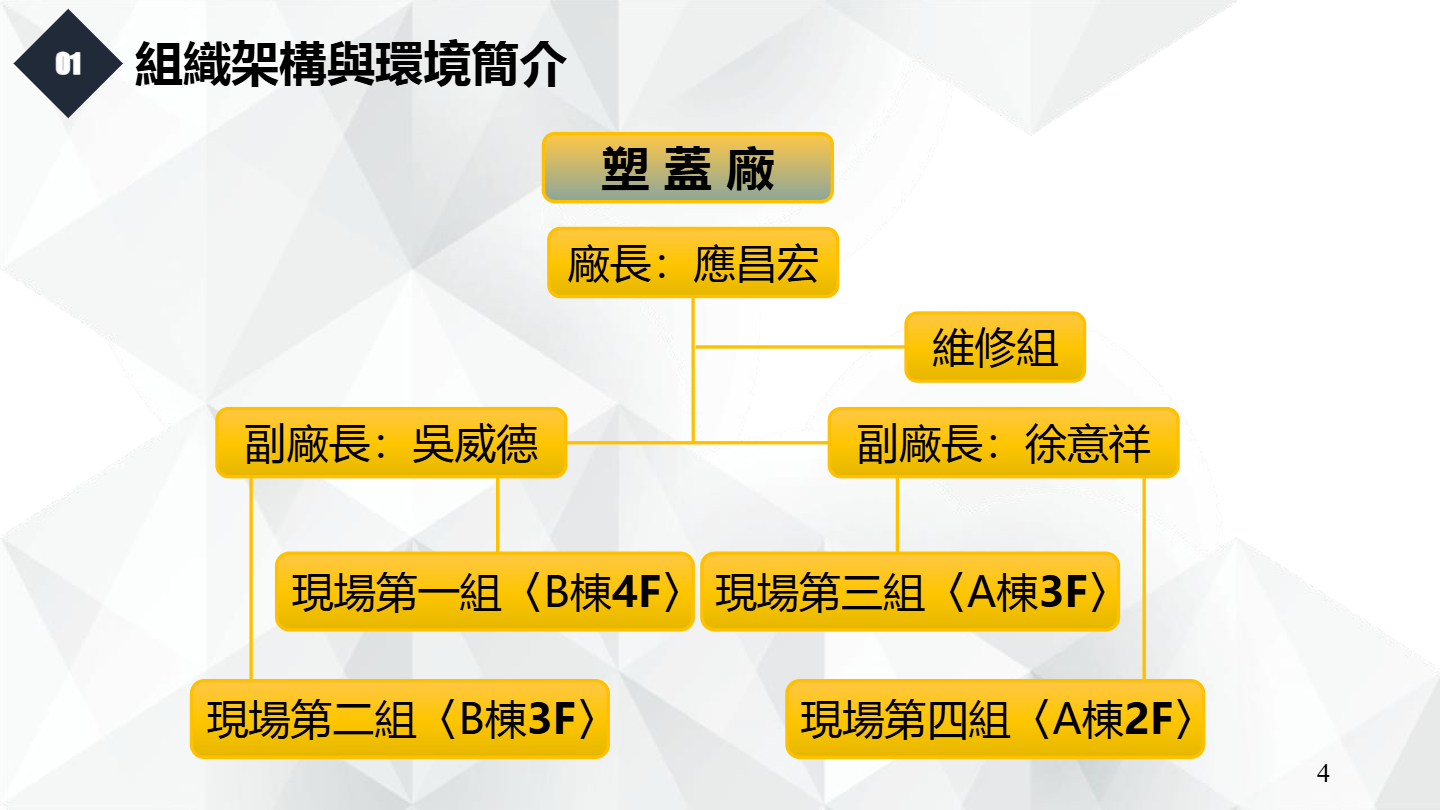 01
組織架構與環境簡介
塑 蓋 廠
廠長：應昌宏
維修組
副廠長：吳威德
副廠長：徐意祥
現場第一組〈B棟4F〉
現場第三組〈A棟3F〉
現場第二組〈B棟3F〉
現場第四組〈A棟2F〉
4